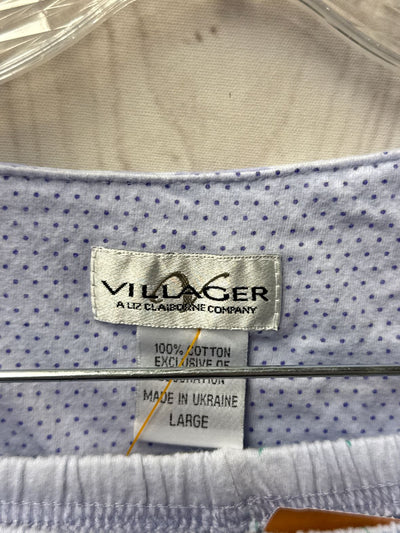 VILLAGER
A LIZ CLAIBORNE COMPANY
100% COTTON
EXCLUSIVE OF
MADE IN UKRAINE
LARGE